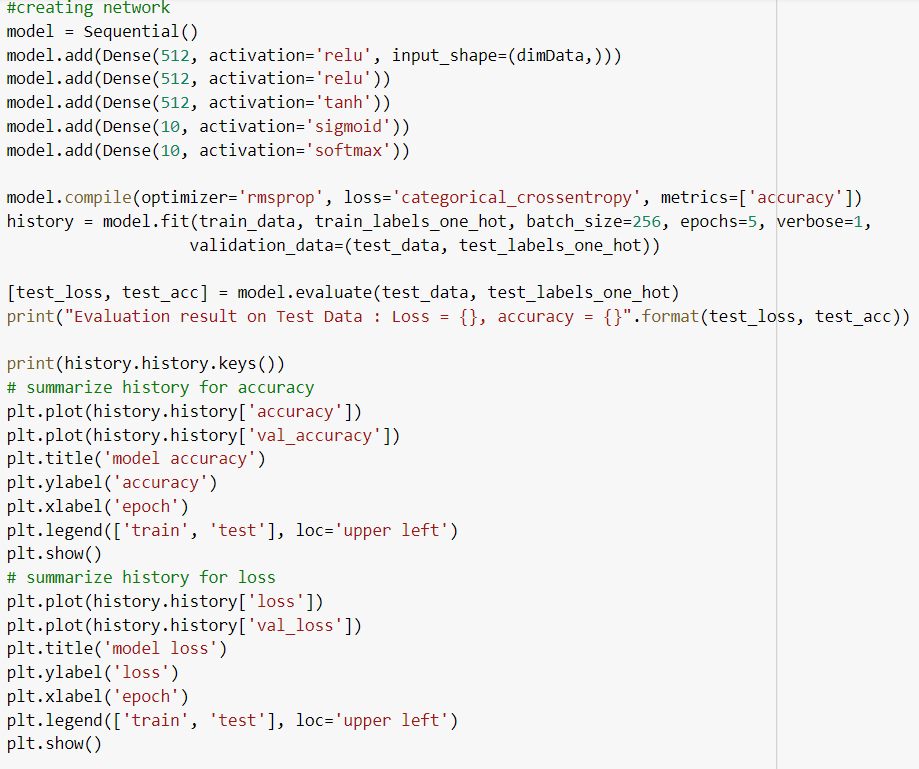 #creating network
model = Sequential()
model.add(Dense(512, activation='relu', input_shape=(dimData,)))
model.add(Dense(512, activation='relu'))
model.add(Dense(512, activation='tanh'))
model.add(Dense(10, activation='sigmoid'))
model.add(Dense(10, activation='softmax'))
model.compile(optimizer='rmsprop', loss='categorical_crossentropy', metrics=['accuracy'])
history = model.fit(train_data, train_labels_one_hot, batch_size=256, epochs=5, verbose=1,
validation_data=(test_data, test_labels_one_hot))
[test_loss, test_acc] = model.evaluate(test_data, test_labels_one_hot)
print("Evaluation result on Test Data : Loss = {}, accuracy = {}".format(test_loss, test_acc))
print(history.history.keys())
# summarize history for accuracy
plt.plot(history.history['accuracy'])
plt.plot(history.history['val_accuracy'])
plt.title('model accuracy')
plt.ylabel('accuracy')
plt.xlabel('epoch')
plt.legend(['train', 'test'], loc='upper left')
plt.show()
# summarize history for loss
plt.plot(history.history['loss'])
plt.plot(history.history['val_loss'])
plt.title('model loss')
plt.ylabel('loss')
plt.xlabel('epoch')
plt.legend(['train', 'test'], loc='upper left')
plt.show()